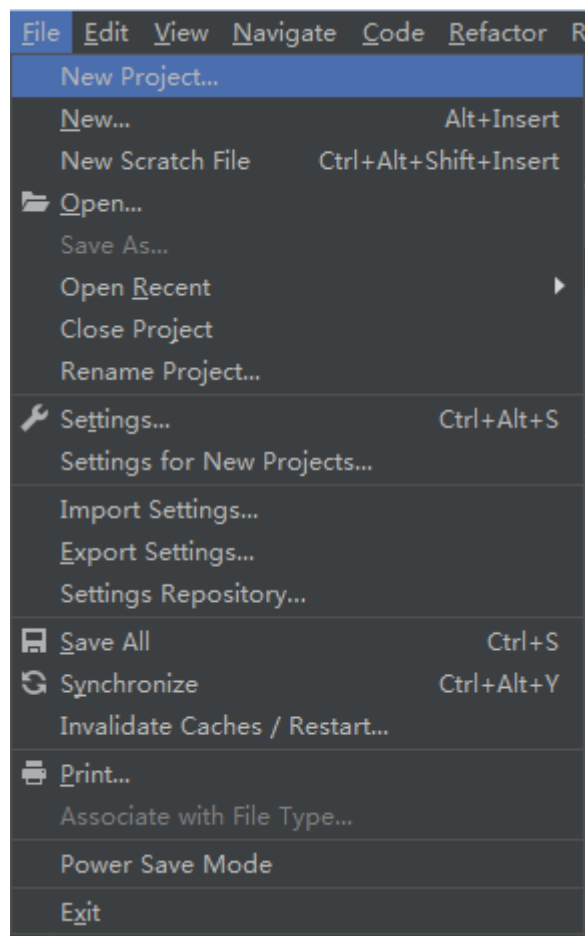 File Edit View Navigate Code Refactor R
New Project...
New... Alt+Insert
New Scratch File Ctrl+Alt+Shift+Insert
Open...
Save As...
Open Recent
Close Project
Rename Project...
Settings... Ctrl+Alt+S
Settings for New Projects...
Import Settings...
Export Settings...
Settings Repository...
Save All Ctrl+S
Synchronize Ctrl+Alt+Y
Invalidate Caches / Restart...
Print...
Associate with File Type...
Power Save Mode
Exit